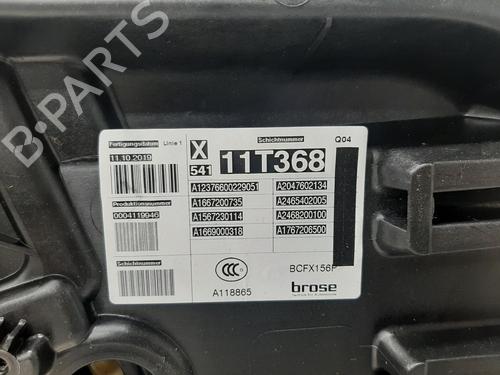 B-PARTS
Fertigungsdatum
Linie 1
11.10.2019
X
541
Schichtnummer
11T368
Q04
A12376600229051
A2047602134
A1667200735
A2465402005
A1567230114
A2468200100
A1669000318
A1767206500
Produktionsnummer
0004119946
Schichtnummer
CCC
A118865
BCFX156F
brose